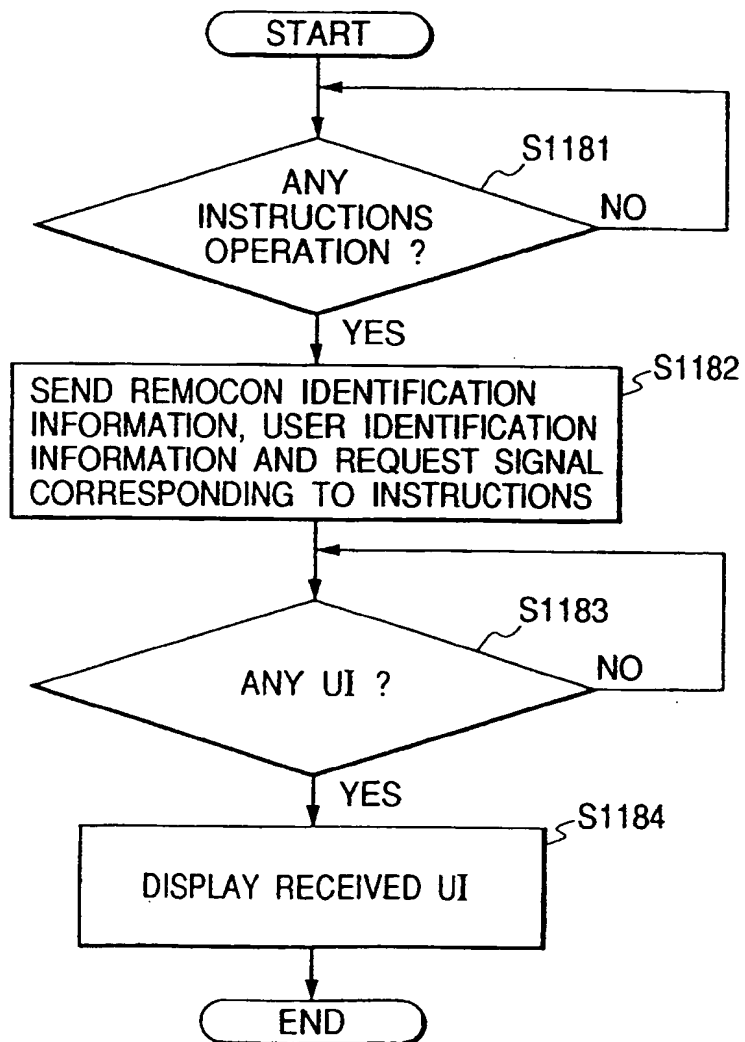 START
S1181
ANY
INSTRUCTIONS
OPERATION ?
NO
YES
S1182
SEND REMOCON IDENTIFICATION
INFORMATION, USER IDENTIFICATION
INFORMATION AND REQUEST SIGNAL
CORRESPONDING TO INSTRUCTIONS
S1183
ANY UI ?
NO
YES
S1184
DISPLAY RECEIVED UI
END